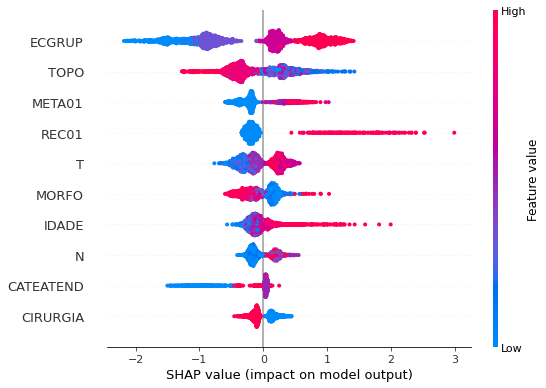 High
ECGRUP
TOPO
META01
REC01
T
MORFO
IDADE
N
CATEATEND
CIRURGIA
Feature value
Low
−2 −1 0 1 2 3
SHAP value (impact on model output)